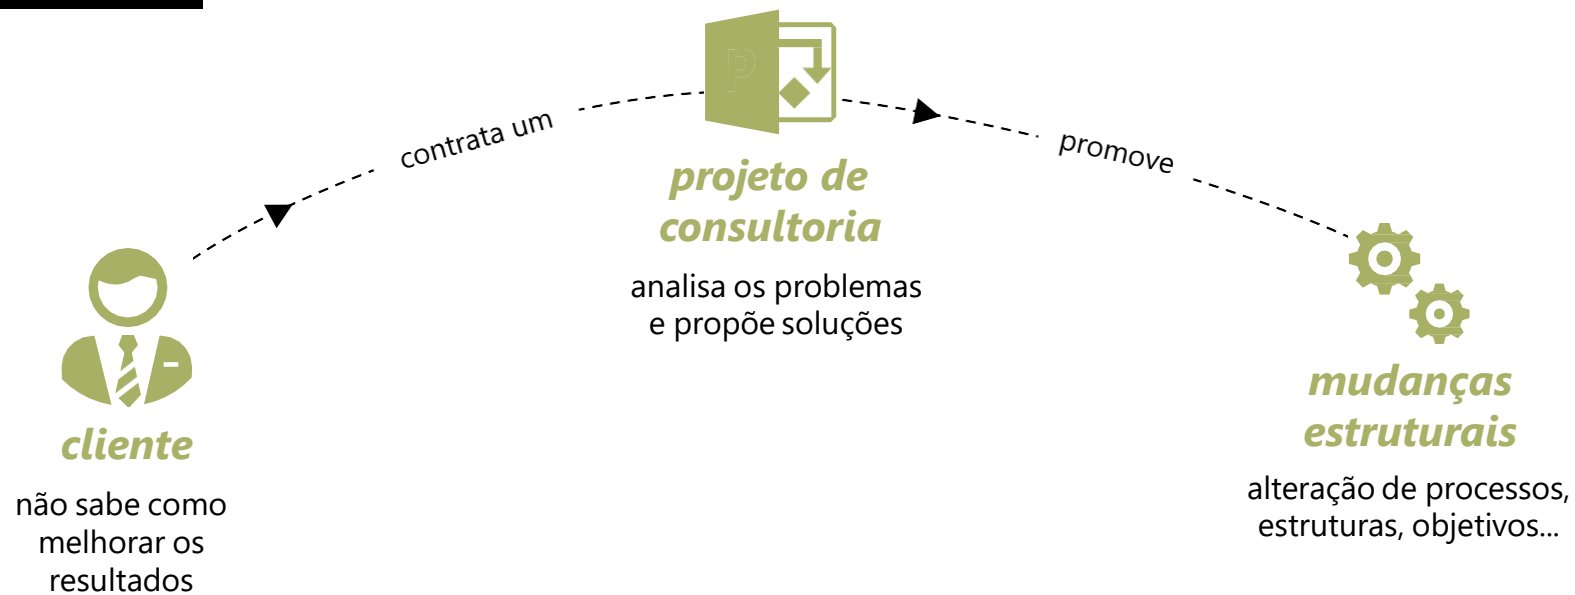 cliente
não sabe como
melhorar os
resultados
contrata um
P
projeto de
consultoria
analisa os problemas
e propõe soluções
promove
mudanças
estruturais
alteração de processos,
estruturas, objetivos...